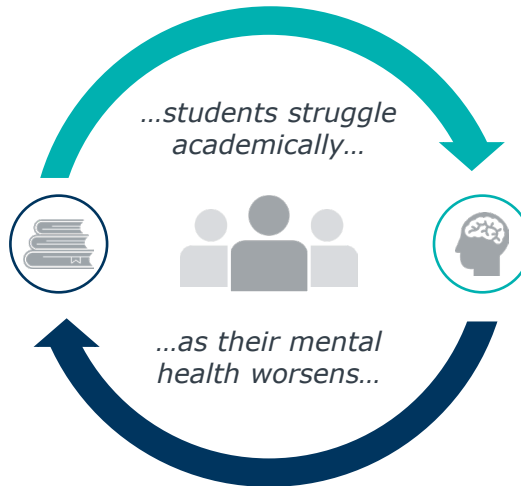 …students struggle
academically…
…as their mental
health worsens…